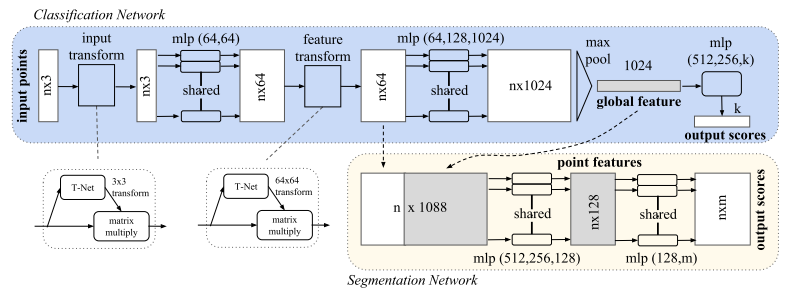 Classification Network
input points
nx3
input
transform
nx3
mlp (64,64)
shared
nx64
feature
transform
nx64
mlp (64,128,1024)
shared
nx1024
max
pool
1024
global feature
mlp
(512,256,k)
k
output scores
T-Net
3x3
transform
matrix
multiply
T-Net
64x64
transform
matrix
multiply
point features
n x 1088
shared
mlp (512,256,128)
nx128
shared
mlp (128,m)
nxm
output scores
Segmentation Network